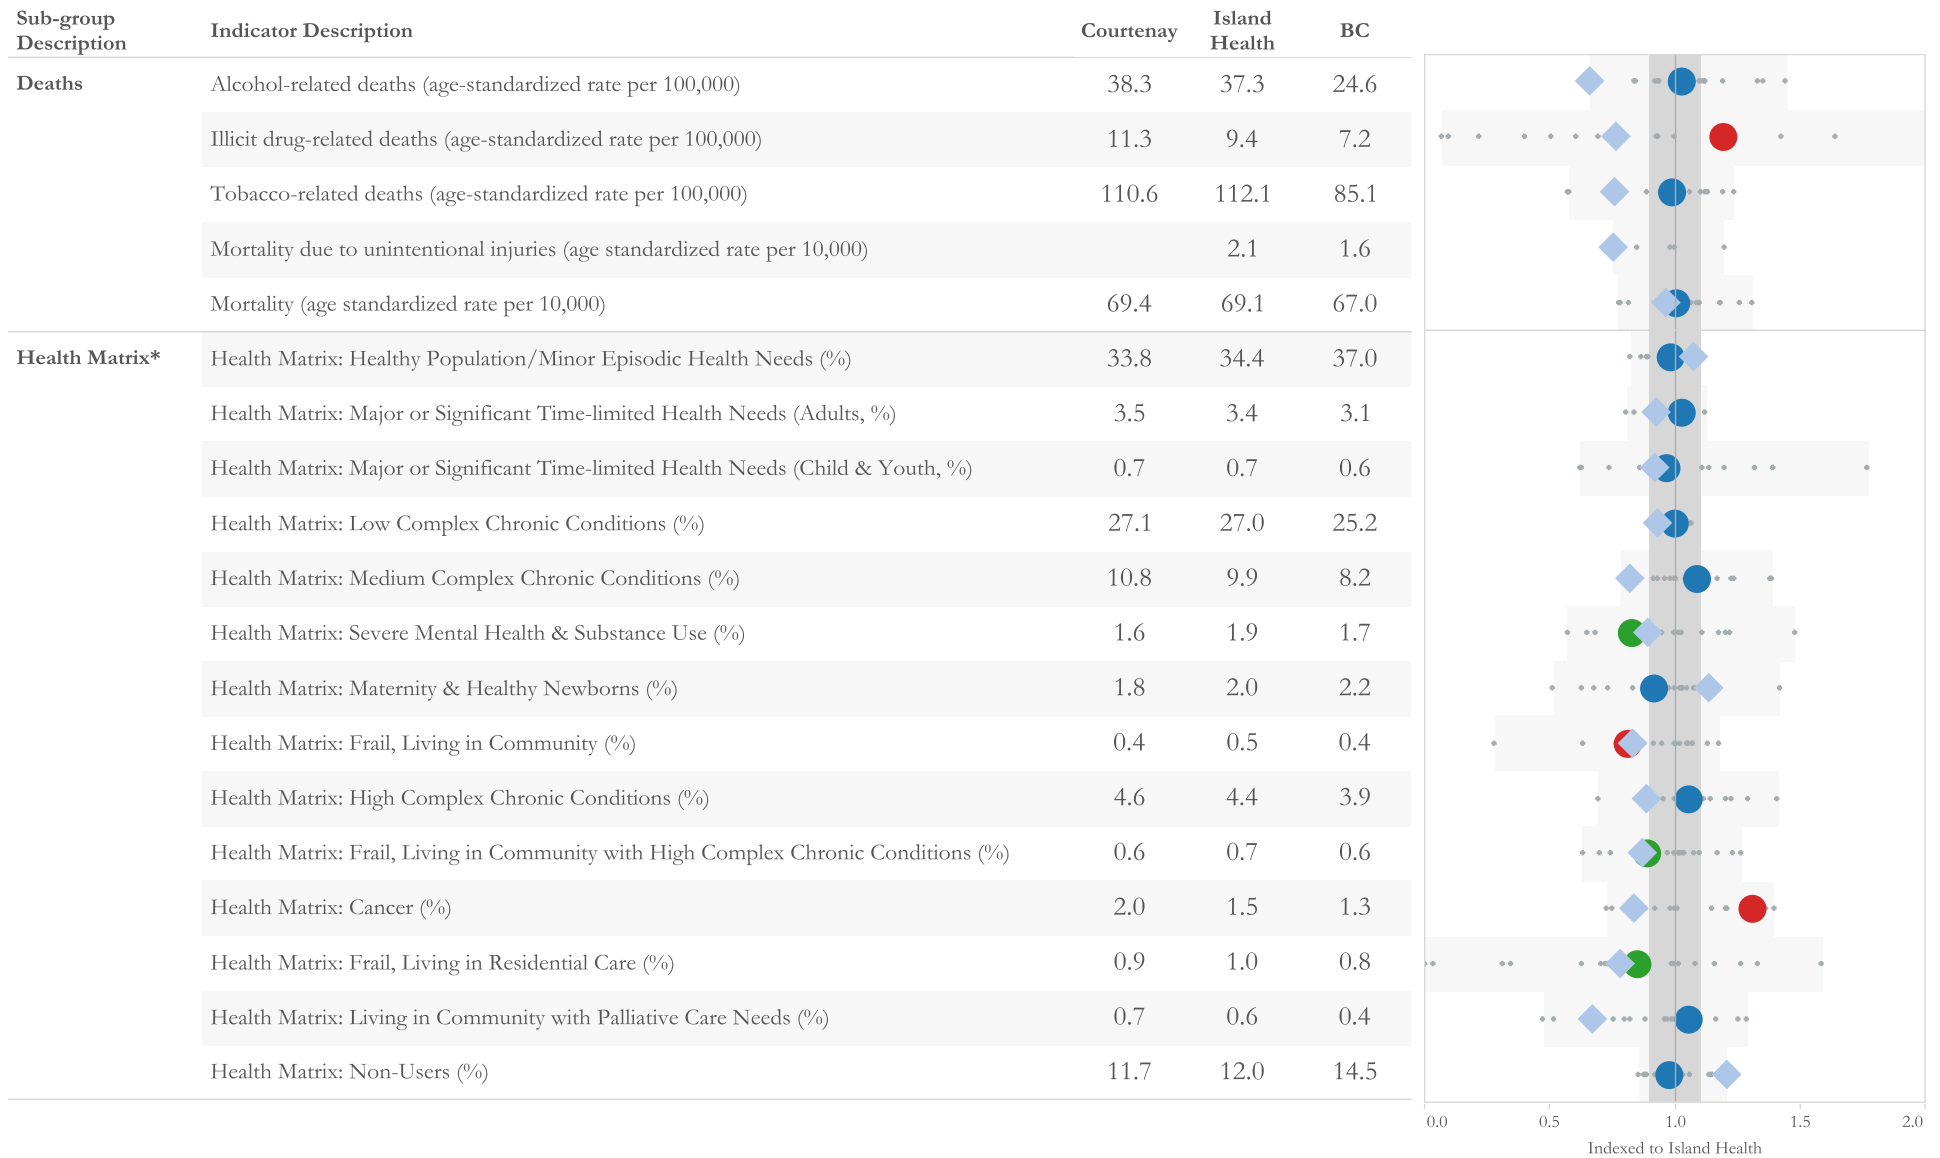 Sub-group Description Indicator Description Courtenay Island Health BC
Deaths Alcohol-related deaths (age-standardized rate per 100,000) 38.3 37.3 24.6
Illicit drug-related deaths (age-standardized rate per 100,000) 11.3 9.4 7.2
Tobacco-related deaths (age-standardized rate per 100,000) 110.6 112.1 85.1
Mortality due to unintentional injuries (age standardized rate per 10,000) 2.1 1.6
Mortality (age standardized rate per 10,000) 69.4 69.1 67.0
Health Matrix* Health Matrix: Healthy Population/Minor Episodic Health Needs (%) 33.8 34.4 37.0
Health Matrix: Major or Significant Time-limited Health Needs (Adults, %) 3.5 3.4 3.1
Health Matrix: Major or Significant Time-limited Health Needs (Child & Youth, %) 0.7 0.7 0.6
Health Matrix: Low Complex Chronic Conditions (%) 27.1 27.0 25.2
Health Matrix: Medium Complex Chronic Conditions (%) 10.8 9.9 8.2
Health Matrix: Severe Mental Health & Substance Use (%) 1.6 1.9 1.7
Health Matrix: Maternity & Healthy Newborns (%) 1.8 2.0 2.2
Health Matrix: Frail, Living in Community (%) 0.4 0.5 0.4
Health Matrix: High Complex Chronic Conditions (%) 4.6 4.4 3.9
Health Matrix: Frail, Living in Community with High Complex Chronic Conditions (%) 0.6 0.7 0.6
Health Matrix: Cancer (%) 2.0 1.5 1.3
Health Matrix: Frail, Living in Residential Care (%) 0.9 1.0 0.8
Health Matrix: Living in Community with Palliative Care Needs (%) 0.7 0.6 0.4
Health Matrix: Non-Users (%) 11.7 12.0 14.5
0.0 0.5 1.0 1.5 2.0
Indexed to Island Health